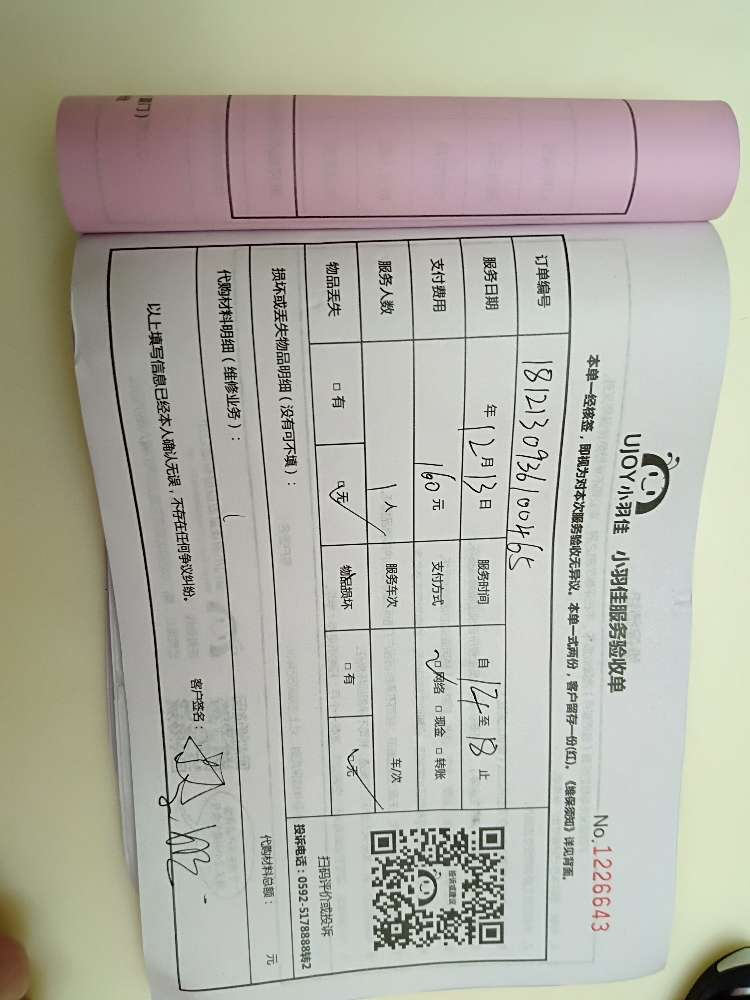 UJOY小羽佳 小羽佳服务验收单
No.1226643
本单一经核签，即视为对本次服务验收无异议。本单一式两份，客户留存一份(红)。《维保须知》详见背面。
订单编号 1812130936100465
服务日期 年 12 月 13 日 服务时间 自 14 至 18 止
支付费用 160 元 支付方式 □ 网络 □ 现金 □ 转账
服务人数 1 人 服务车次 车/次
物品丢失 □ 有 □ 无 物品损坏 □ 有 □ 无
损坏或丢失物品明细（没有可不填）：
投诉或建议
扫码评价或投诉
投诉电话：0592-5178888转2
代购材料明细（维修业务）：
代购材料总额： 元
以上填写信息已经本人确认无误，不存在任何争议纠纷。
客户签名：